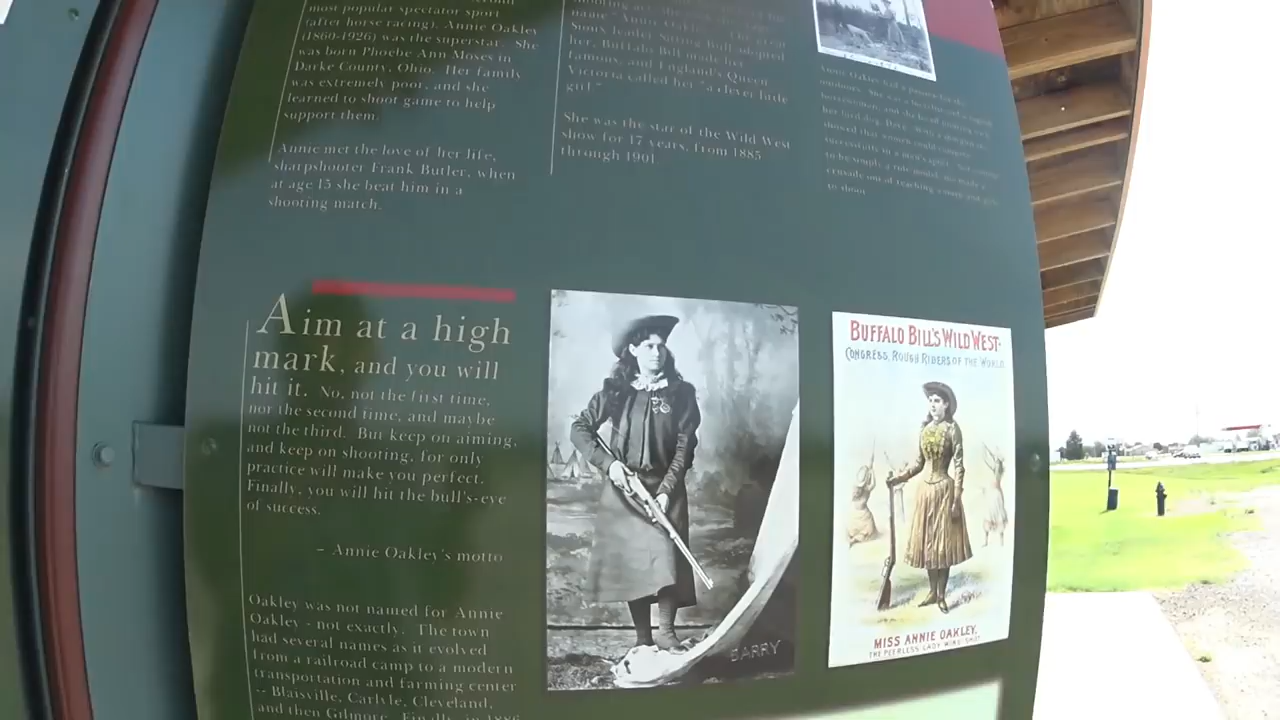 most popular spectator sport
(after horse racing), Annie Oakley
(1860-1926) was the superstar. She
was born Phoebe Ann Moses in
Darke County, Ohio. Her family
was extremely poor, and she
learned to shoot game to help
support them.
Annie met the love of her life,
sharpshooter Frank Butler, when
at age 15 she beat him in a
shooting match.
name "Annie
Sioux leader Sitting Bull adopted
her, Buffalo Bill made her
famous, and England's Queen
Victoria called her "a clever little
girl."
She was the star of the Wild West
show for 17 years, from 1885
through 1901.
to shoot
Aim at a high
mark, and you will
hit it. No, not the first time,
nor the second time, and maybe
not the third. But keep on aiming,
and keep on shooting, for only
practice will make you perfect.
Finally, you will hit the bull's-eye
of success.
– Annie Oakley's motto
Oakley was not named for Annie
Oakley - not exactly. The town
had several names as it evolved
from a railroad camp to a modern
transportation and farming center
-- Blaisville, Carlyle, Cleveland,
and then Gilmore. Finally, in 1886
BARRY
BUFFALO BILL'S WILD WEST·
CONGRESS, ROUGH RIDERS OF THE WORLD.
MISS ANNIE OAKLEY,
THE PEERLESS LADY WING-SHOT.